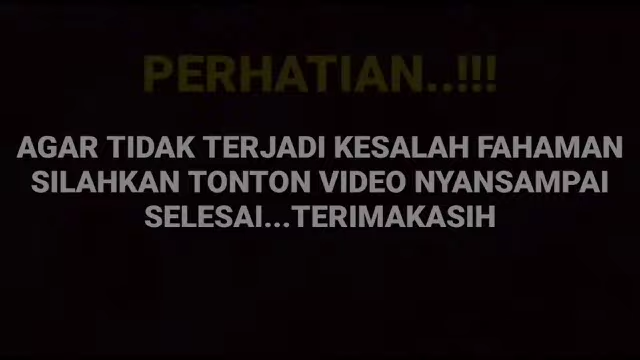 PERHATIAN..!!!
AGAR TIDAK TERJADI KESALAH FAHAMAN
SILAHKAN TONTON VIDEO NYANSAMPAI
SELESAI...TERIMAKASIH